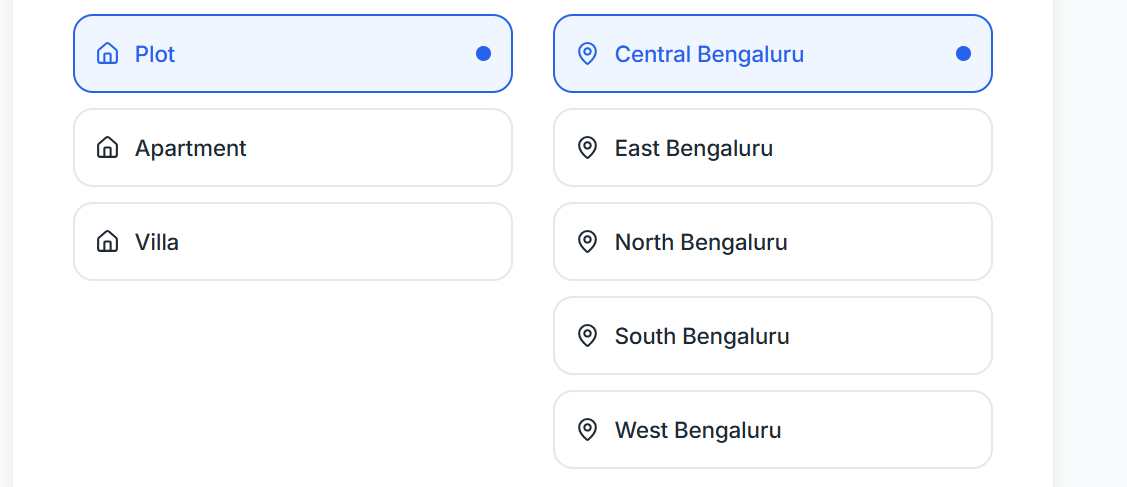 Plot
Apartment
Villa
Central Bengaluru
East Bengaluru
North Bengaluru
South Bengaluru
West Bengaluru